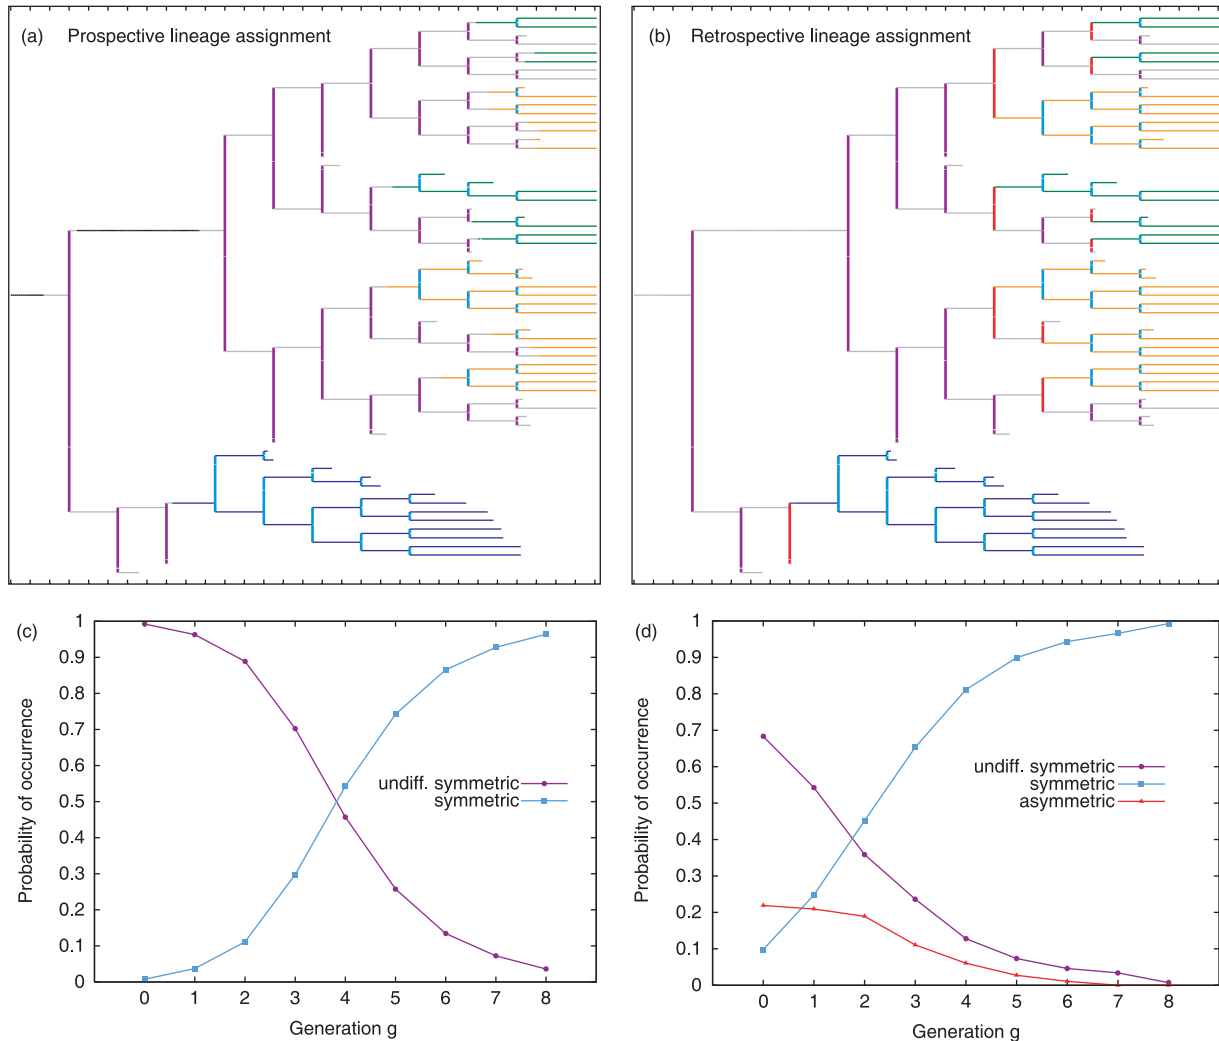 (a) Prospective lineage assignment
(b) Retrospective lineage assignment
(c)
1
0.9
0.8
0.7
0.6
0.5
0.4
0.3
0.2
0.1
0
Probability of occurrence
undiff. symmetric
symmetric
0 1 2 3 4 5 6 7 8
Generation g
(d)
1
0.9
0.8
0.7
0.6
0.5
0.4
0.3
0.2
0.1
0
Probability of occurrence
undiff. symmetric
symmetric
asymmetric
0 1 2 3 4 5 6 7 8
Generation g